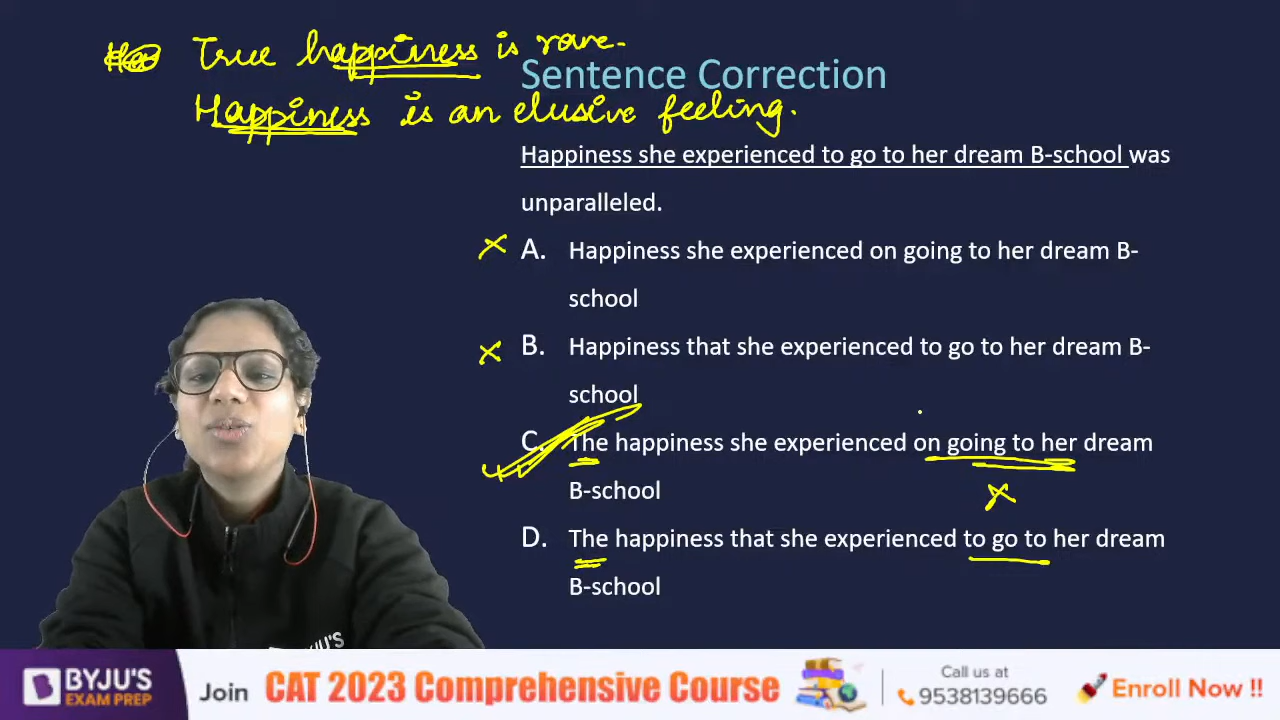 True happiness is rare.
Sentence Correction
Happiness is an elusive feeling.
Happiness she experienced to go to her dream B-school was
unparalleled.
A. Happiness she experienced on going to her dream B-
school
B. Happiness that she experienced to go to her dream B-
school
C. The happiness she experienced on going to her dream
B-school
D. The happiness that she experienced to go to her dream
B-school
BYJU'S
BYJU'S
EXAM PREP
Join CAT 2023 Comprehensive Course
Call us at
9538139666
Enroll Now !!